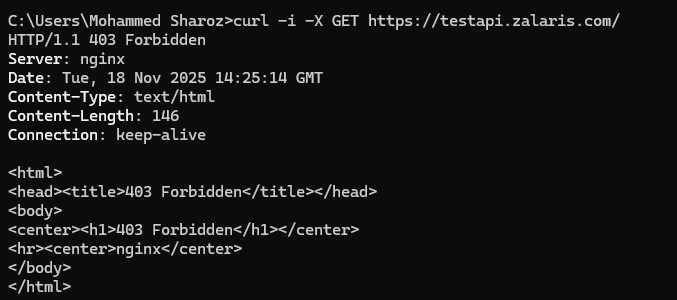 C:\Users\Mohammed Sharoz>curl -i -X GET https://testapi.zalaris.com/
HTTP/1.1 403 Forbidden
Server: nginx
Date: Tue, 18 Nov 2025 14:25:14 GMT
Content-Type: text/html
Content-Length: 146
Connection: keep-alive

<html>
<head><title>403 Forbidden</title></head>
<body>
<center><h1>403 Forbidden</h1></center>
<hr><center>nginx</center>
</body>
</html>